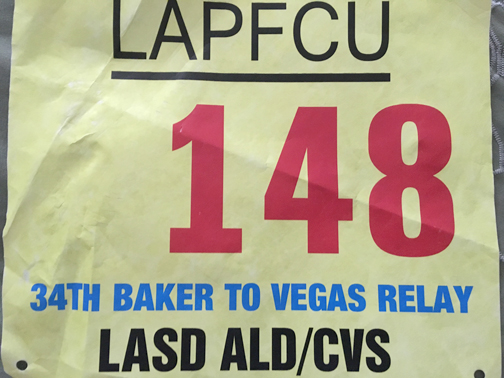 LAPFCU
148
34TH BAKER TO VEGAS RELAY
LASD ALD/CVS